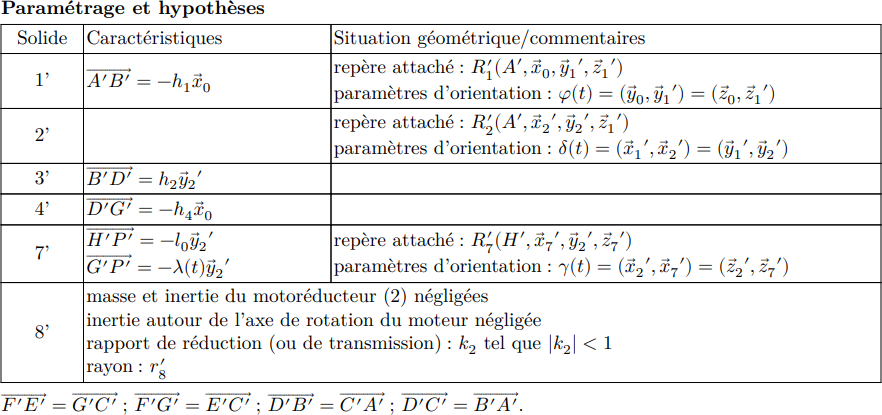 Paramétrage et hypothèses
Solide Caractéristiques Situation géométrique/commentaires
1' $\overrightarrow{A'B'} = -h_1\vec{x}_0$ repère attaché : $R_1'(A', \vec{x}_0, \vec{y}_1{}', \vec{z}_1{}')$
paramètres d'orientation : $\varphi(t) = (\vec{y}_0, \vec{y}_1{}') = (\vec{z}_0, \vec{z}_1{}')$
2' repère attaché : $R_2'(A', \vec{x}_2{}', \vec{y}_2{}', \vec{z}_1{}')$
paramètres d'orientation : $\delta(t) = (\vec{x}_1{}', \vec{x}_2{}') = (\vec{y}_1{}', \vec{y}_2{}')$
3' $\overrightarrow{B'D'} = h_2\vec{y}_2{}'$
4' $\overrightarrow{D'G'} = -h_4\vec{x}_0$
7' $\overrightarrow{H'P'} = -l_0\vec{y}_2{}'$ repère attaché : $R_7'(H', \vec{x}_7{}', \vec{y}_2{}', \vec{z}_7{}')$
$\overrightarrow{G'P'} = -\lambda(t)\vec{y}_2{}'$ paramètres d'orientation : $\gamma(t) = (\vec{x}_2{}', \vec{x}_7{}') = (\vec{z}_2{}', \vec{z}_7{}')$
8' masse et inertie du motoréducteur (2) négligées
inertie autour de l'axe de rotation du moteur négligée
rapport de réduction (ou de transmission) : $k_2$ tel que $|k_2| < 1$
rayon : $r_8'$
$\overrightarrow{F'E'} = \overrightarrow{G'C'}$ ; $\overrightarrow{F'G'} = \overrightarrow{E'C'}$ ; $\overrightarrow{D'B'} = \overrightarrow{C'A'}$ ; $\overrightarrow{D'C'} = \overrightarrow{B'A'}$.